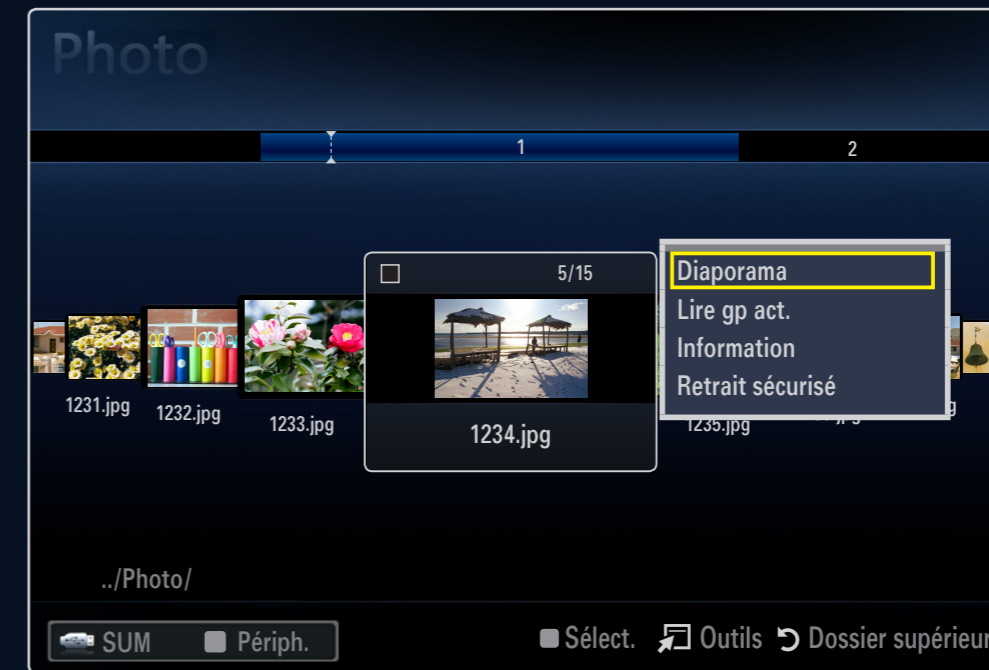 Photo
1 2
5/15
Diaporama
Lire gp act.
Information
Retrait sécurisé
1231.jpg
1232.jpg
1233.jpg
1234.jpg
1235.jpg
../Photo/
SUM Périph. Sélect. Outils Dossier supérieur